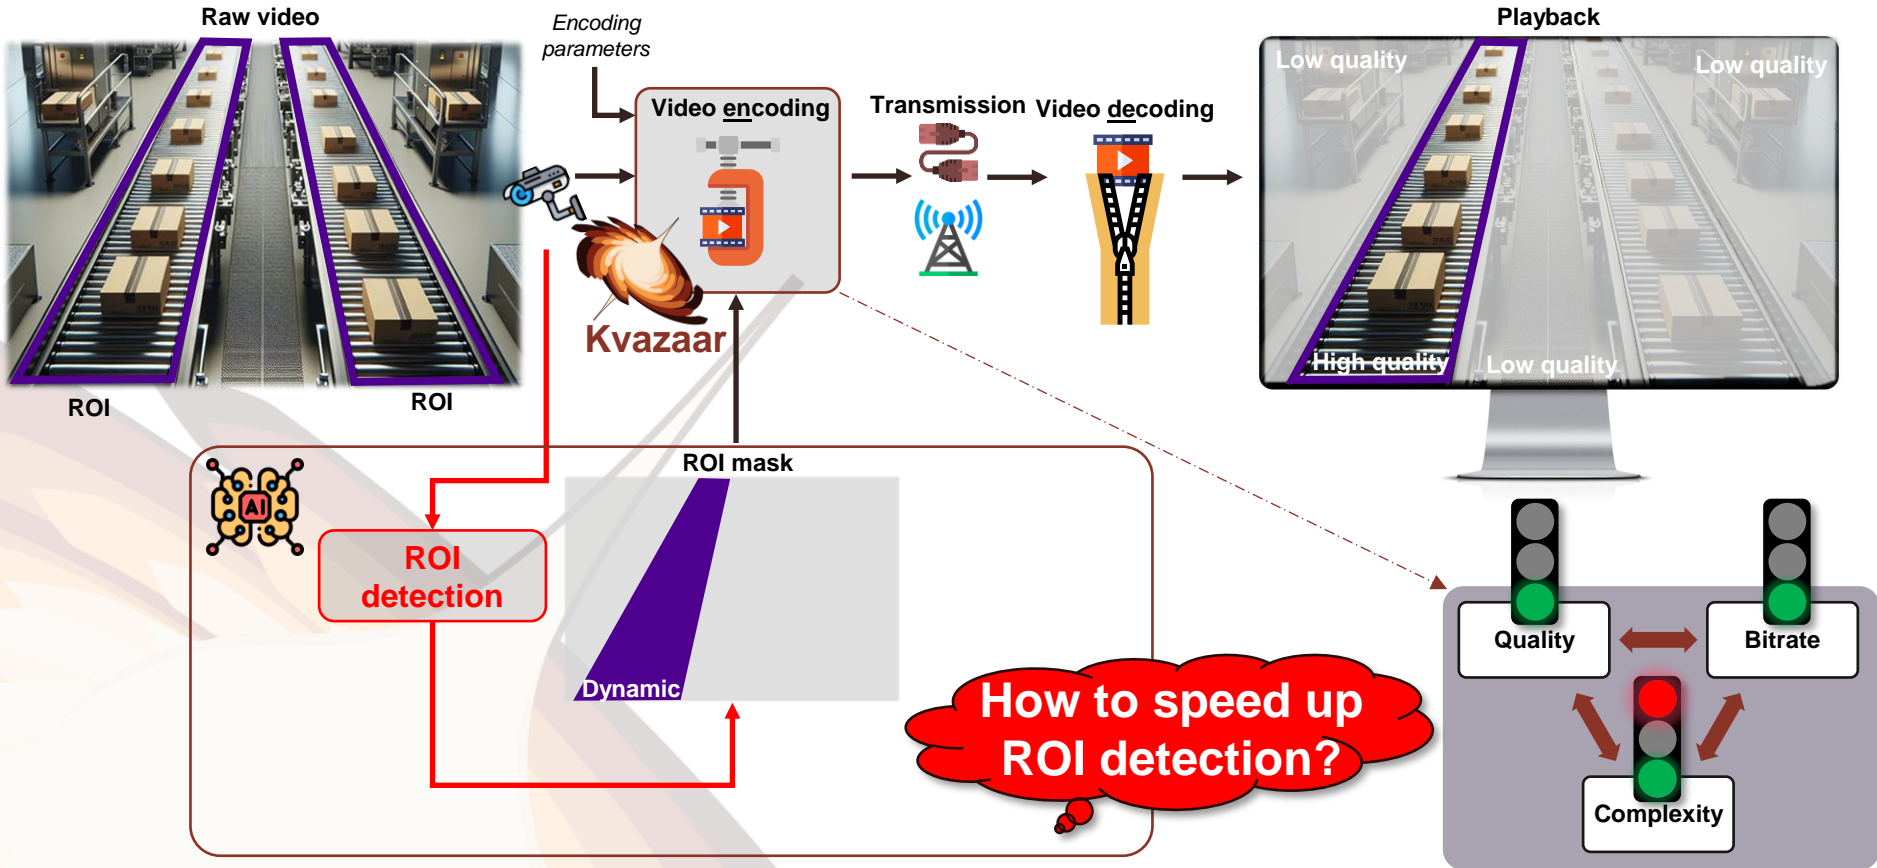 Raw video
Encoding
parameters
Playback
Low quality
Low quality
Video encoding
Transmission
Video decoding
Kvazaar
High quality
Low quality
ROI
ROI
ROI mask
AI
ROI
detection
Dynamic
How to speed up
ROI detection?
Quality
Bitrate
Complexity